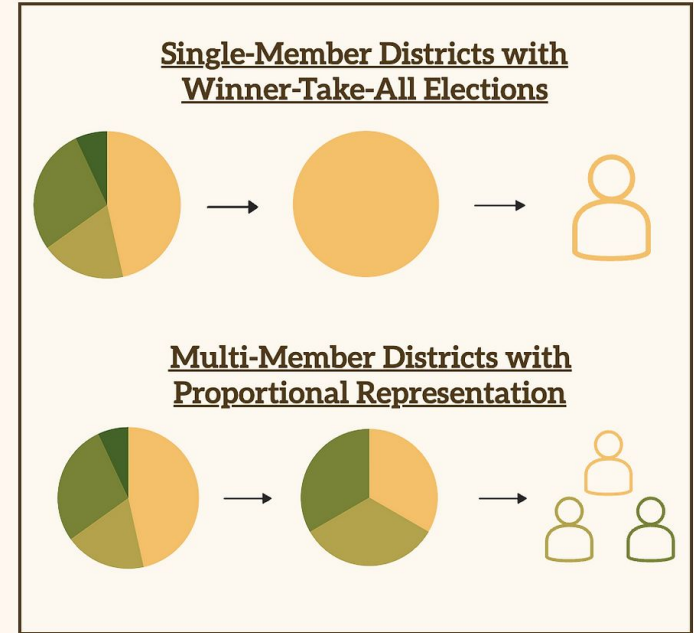 Single-Member Districts with
Winner-Take-All Elections
Multi-Member Districts with
Proportional Representation